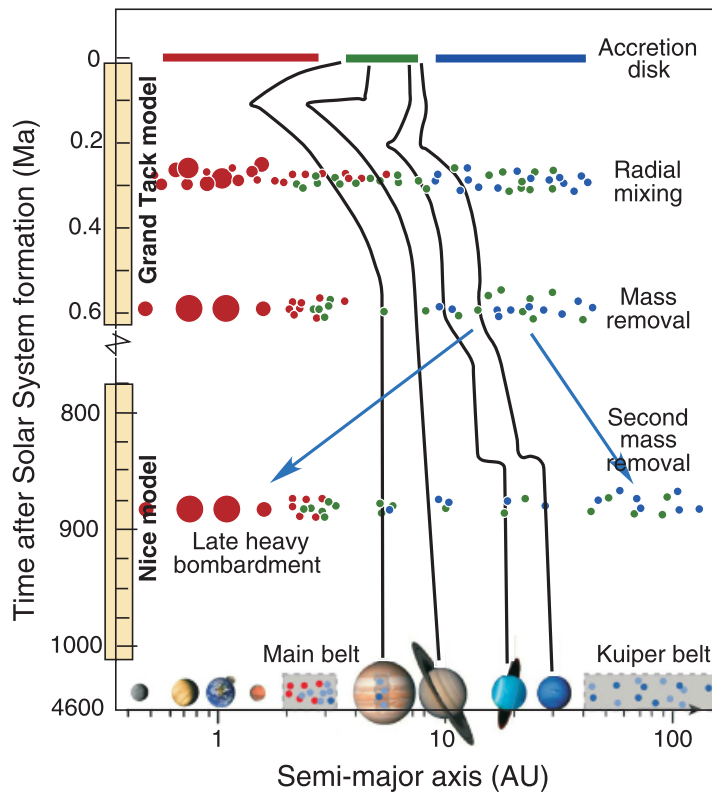 Time after Solar System formation (Ma)
Grand Tack model
Nice model
0
0.2
0.4
0.6
800
900
1000
4600
Accretion
disk
Radial
mixing
Mass
removal
Second
mass
removal
Late heavy
bombardment
Main belt
Kuiper belt
1
10
100
Semi-major axis (AU)